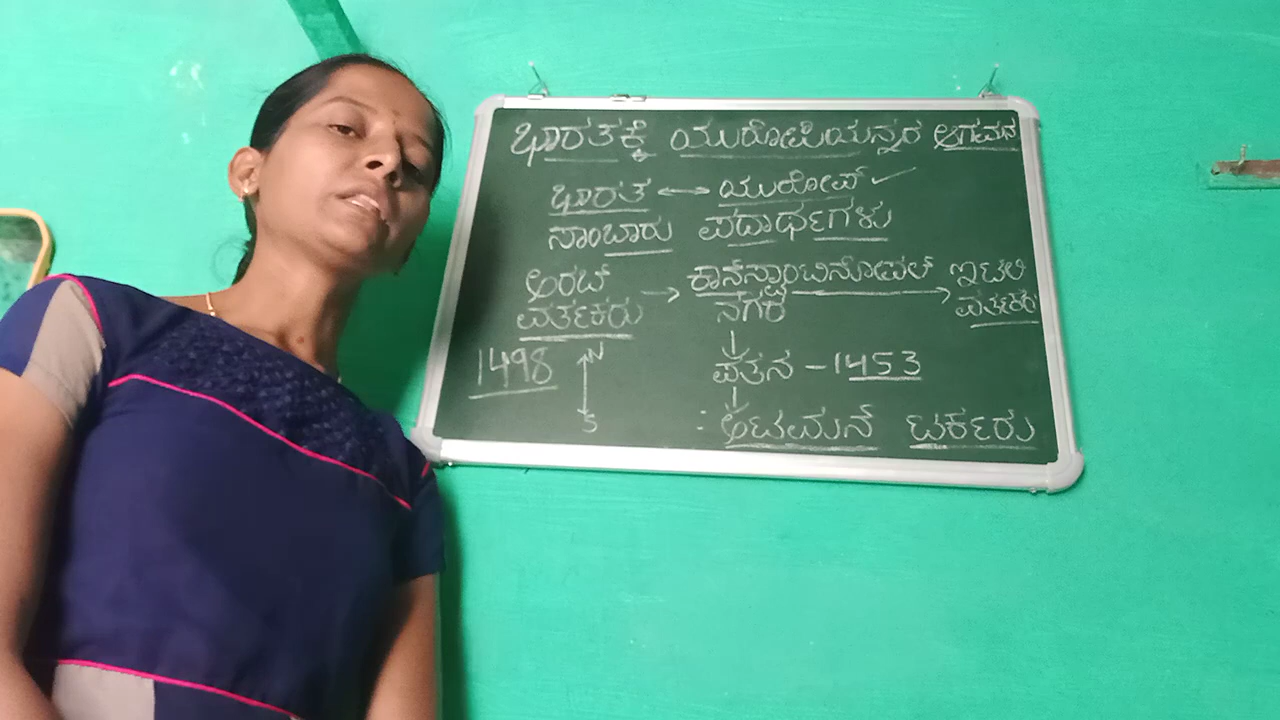 ಭಾರತಕ್ಕೆ ಯುರೋಪಿಯನ್ನರ ಆಗಮನ
ಭಾರತ ↔ ಯುರೋಪ್ ✓
ಸಾಂಬಾರು ಪದಾರ್ಥಗಳು
ಅರಬ್ → ಕಾನ್‌ಸ್ಟಾಂಟಿನೋಪಲ್ → ಇಟಲಿ
ವರ್ತಕರು ನಗರ ವರ್ತಕರು
1498 N ಪತನ - 1453
S : ಅಟಮನ್ ಟರ್ಕರು